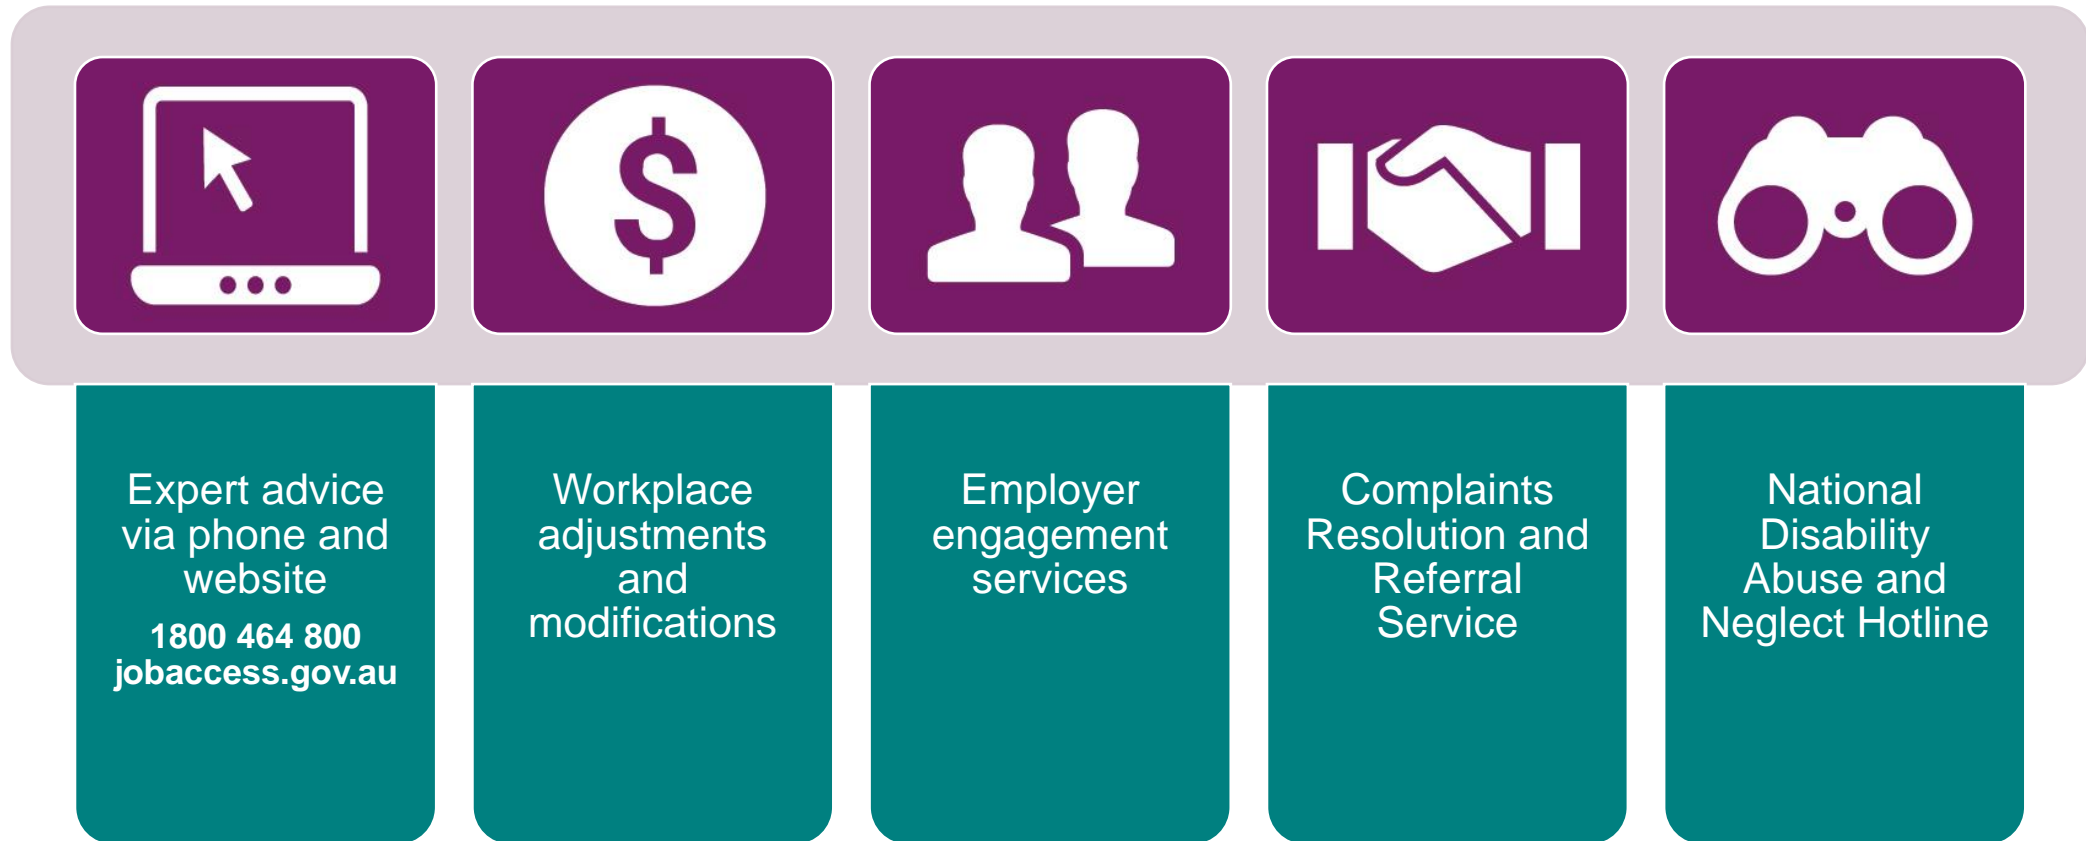 Expert advice
via phone and
website
1800 464 800
jobaccess.gov.au
Workplace
adjustments
and
modifications
Employer
engagement
services
Complaints
Resolution and
Referral
Service
National
Disability
Abuse and
Neglect Hotline